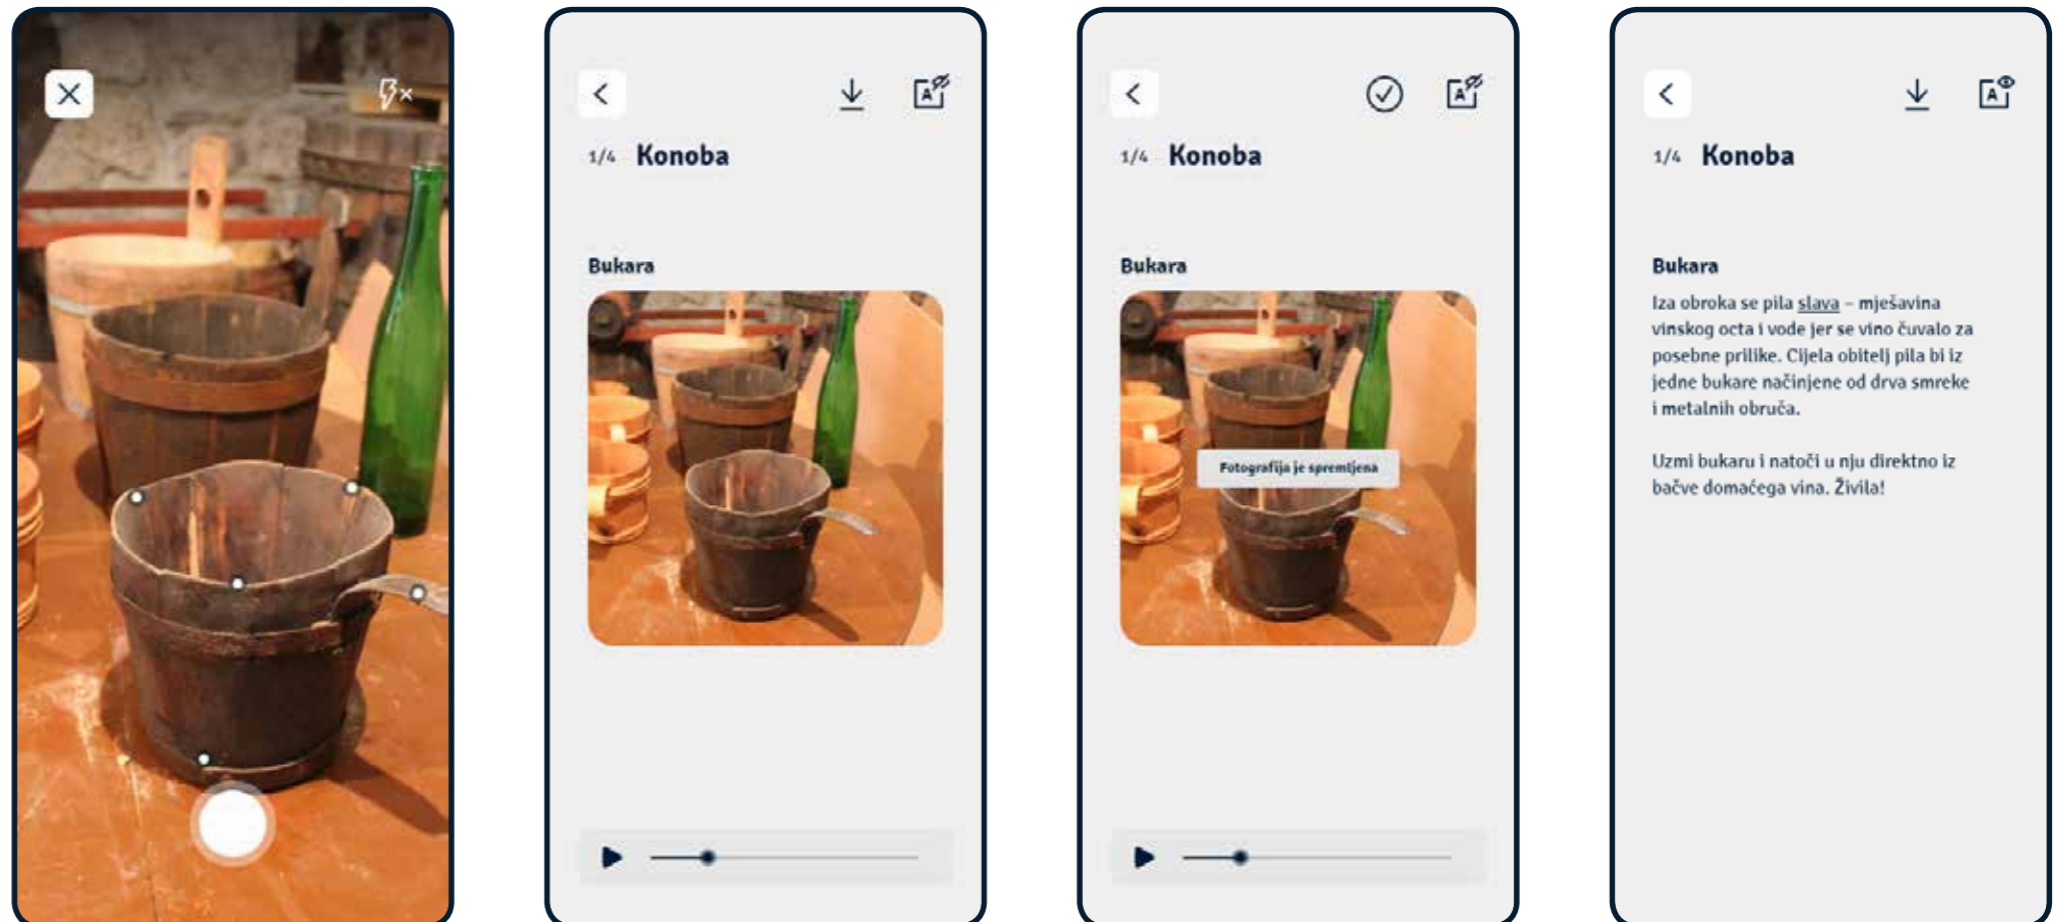 1/4 Konoba
Bukara
1/4 Konoba
Bukara
Fotografija je spremljena
1/4 Konoba
Bukara
Iza obroka se pila slava – mješavina
vinskog octa i vode jer se vino čuvalo za
posebne prilike. Cijela obitelj pila bi iz
jedne bukare načinjene od drva smreke
i metalnih obruča.
Uzmi bukaru i natoči u nju direktno iz
bačve domaćega vina. Živila!